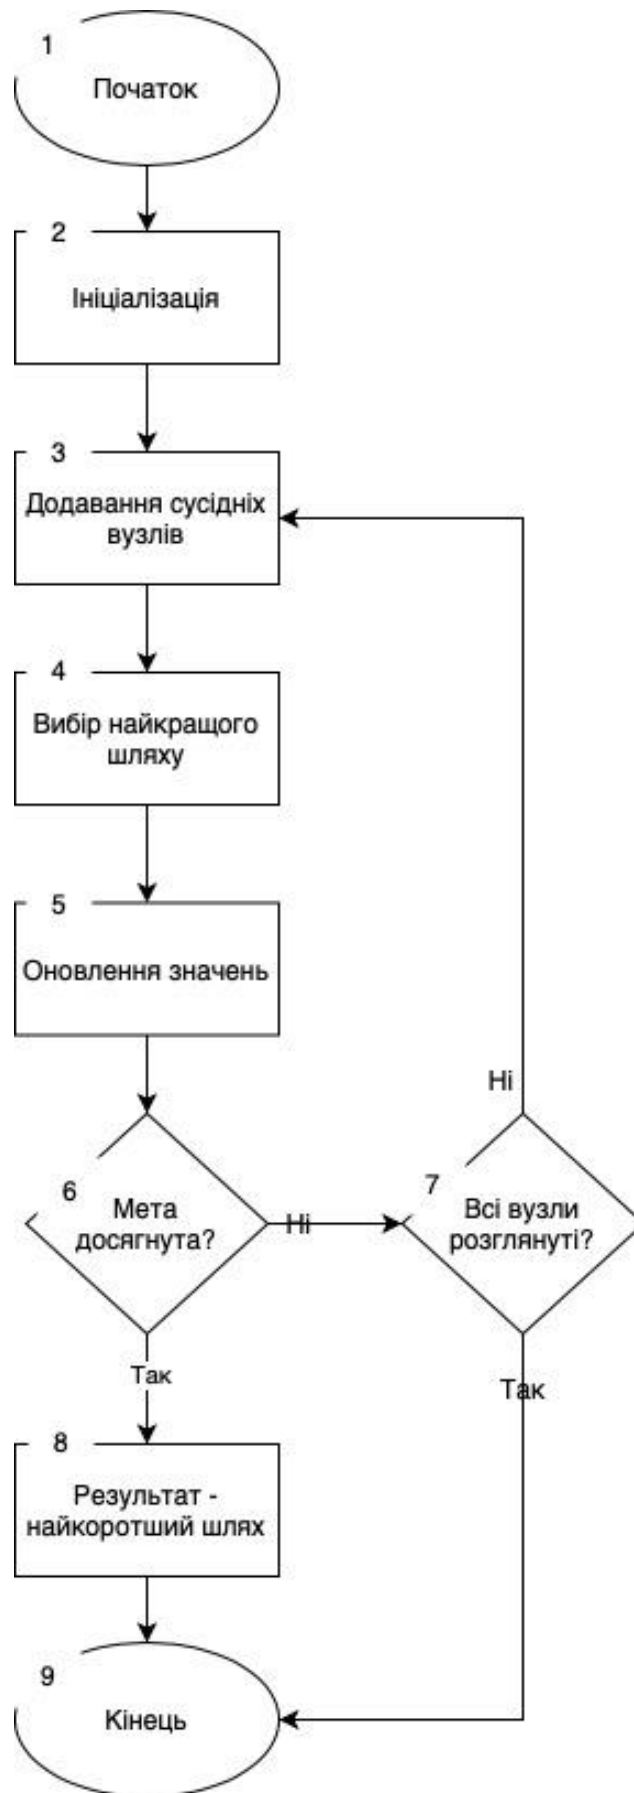 1
Початок
2
Ініціалізація
3
Додавання сусідніх
вузлів
4
Вибір найкращого
шляху
5
Оновлення значень
Ні
6
Мета
досягнута?
Ні
7
Всі вузли
розглянуті?
Так
Так
8
Результат -
найкоротший шлях
9
Кінець